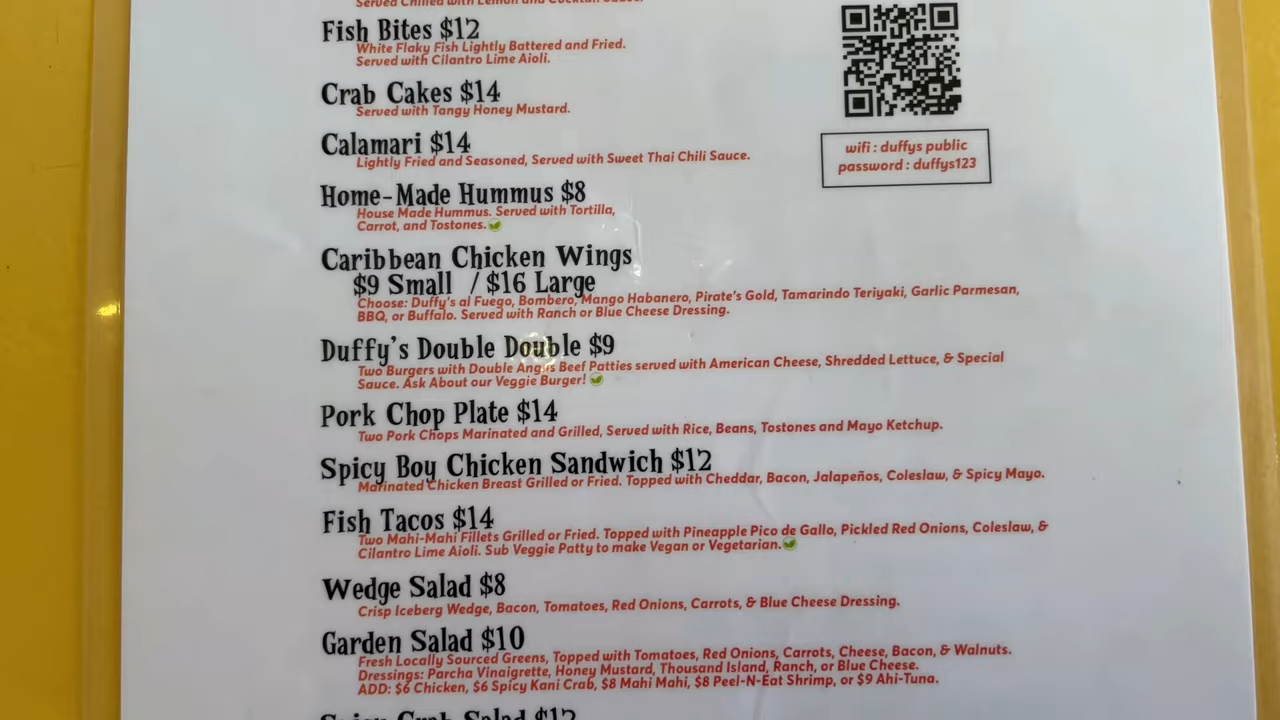 Served Chilled with Lemon and Cocktail Sauce.
Fish Bites $12
White Flaky Fish Lightly Battered and Fried.
Served with Cilantro Lime Aioli.
Crab Cakes $14
Served with Tangy Honey Mustard.
Calamari $14
Lightly Fried and Seasoned, Served with Sweet Thai Chili Sauce.
Home-Made Hummus $8
House Made Hummus. Served with Tortilla,
Carrot, and Tostones.
Caribbean Chicken Wings
$9 Small / $16 Large
Choose: Duffy's al Fuego, Bombero, Mango Habanero, Pirate's Gold, Tamarindo Teriyaki, Garlic Parmesan,
BBQ, or Buffalo. Served with Ranch or Blue Cheese Dressing.
Duffy's Double Double $9
Two Burgers with Double Angus Beef Patties served with American Cheese, Shredded Lettuce, & Special
Sauce. Ask About our Veggie Burger!
Pork Chop Plate $14
Two Pork Chops Marinated and Grilled, Served with Rice, Beans, Tostones and Mayo Ketchup.
Spicy Boy Chicken Sandwich $12
Marinated Chicken Breast Grilled or Fried. Topped with Cheddar, Bacon, Jalapeños, Coleslaw, & Spicy Mayo.
Fish Tacos $14
Two Mahi-Mahi Fillets Grilled or Fried. Topped with Pineapple Pico de Gallo, Pickled Red Onions, Coleslaw, &
Cilantro Lime Aioli. Sub Veggie Patty to make Vegan or Vegetarian.
Wedge Salad $8
Crisp Iceberg Wedge, Bacon, Tomatoes, Red Onions, Carrots, & Blue Cheese Dressing.
Garden Salad $10
Fresh Locally Sourced Greens, Topped with Tomatoes, Red Onions, Carrots, Cheese, Bacon, & Walnuts.
Dressings: Parcha Vinaigrette, Honey Mustard, Thousand Island, Ranch, or Blue Cheese.
ADD: $6 Chicken, $6 Spicy Kani Crab, $8 Mahi Mahi, $8 Peel-N-Eat Shrimp, or $9 Ahi-Tuna.
Spicy Crab Salad $12
wifi : duffys public
password : duffys123